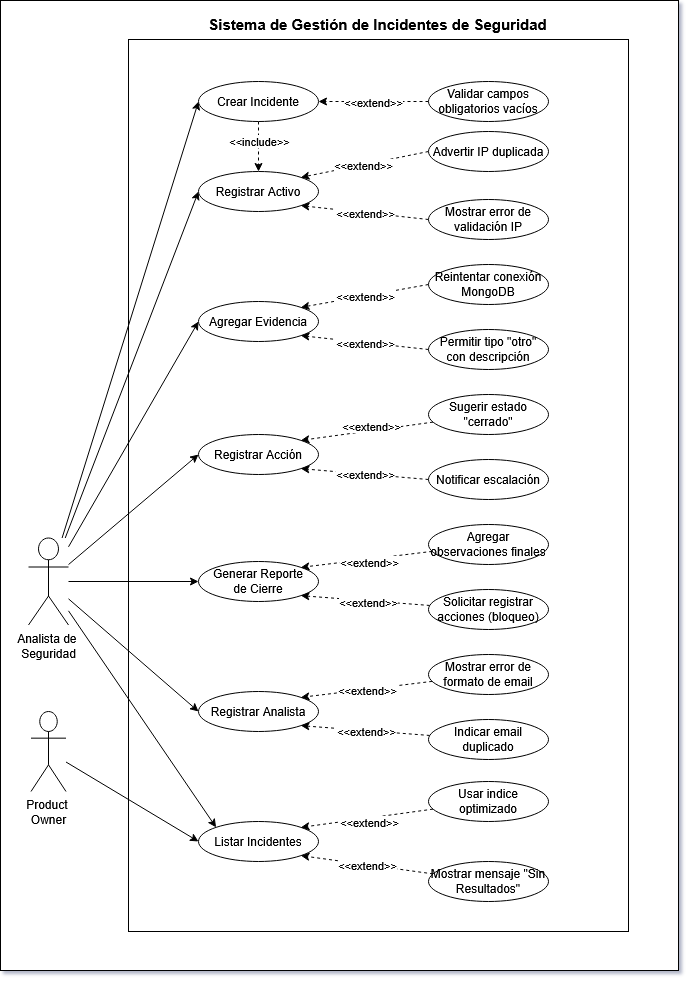 Sistema de Gestión de Incidentes de Seguridad
Crear Incidente
<<extend>>
Validar campos
obligatorios vacíos
<<include>>
Advertir IP duplicada
<<extend>>
Registrar Activo
<<extend>>
Mostrar error de
validación IP
Reintentar conexión
MongoDB
<<extend>>
Agregar Evidencia
<<extend>>
Permitir tipo "otro"
con descripción
Sugerir estado
"cerrado"
<<extend>>
Registrar Acción
<<extend>>
Notificar escalación
Agregar
observaciones finales
<<extend>>
Generar Reporte
de Cierre
<<extend>>
Solicitar registrar
acciones (bloqueo)
Analista de
Seguridad
Mostrar error de
formato de email
<<extend>>
Registrar Analista
<<extend>>
Indicar email
duplicado
Product
Owner
Usar indice
optimizado
<<extend>>
Listar Incidentes
<<extend>>
Mostrar mensaje "Sin
Resultados"